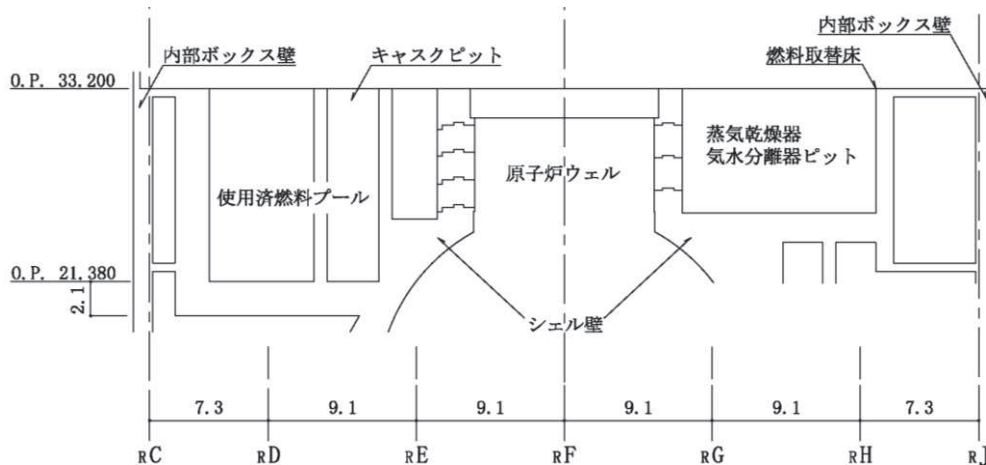 内部ボックス壁
内部ボックス壁
キャスクピット
燃料取替床
O.P. 33.200
蒸気乾燥器
気水分離器ピット
原子炉ウェル
使用済燃料プール
O.P. 21.380
2.1
シェル壁
7.3
9.1
9.1
9.1
9.1
7.3
RC
RD
RE
RF
RG
RH
RJ